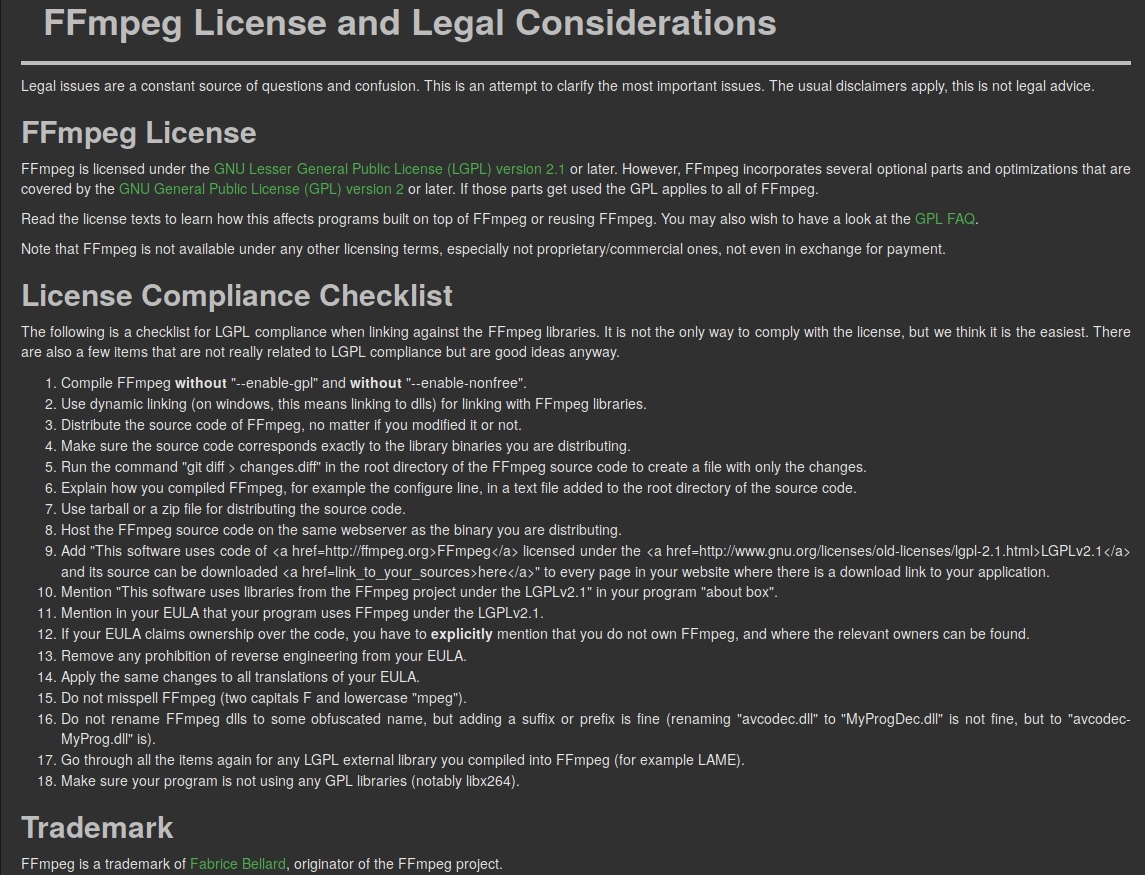 FFmpeg License and Legal Considerations
Legal issues are a constant source of questions and confusion. This is an attempt to clarify the most important issues. The usual disclaimers apply, this is not legal advice.
FFmpeg License
FFmpeg is licensed under the GNU Lesser General Public License (LGPL) version 2.1 or later. However, FFmpeg incorporates several optional parts and optimizations that are
covered by the GNU General Public License (GPL) version 2 or later. If those parts get used the GPL applies to all of FFmpeg.
Read the license texts to learn how this affects programs built on top of FFmpeg or reusing FFmpeg. You may also wish to have a look at the GPL FAQ.
Note that FFmpeg is not available under any other licensing terms, especially not proprietary/commercial ones, not even in exchange for payment.
License Compliance Checklist
The following is a checklist for LGPL compliance when linking against the FFmpeg libraries. It is not the only way to comply with the license, but we think it is the easiest. There
are also a few items that are not really related to LGPL compliance but are good ideas anyway.
1. Compile FFmpeg without "--enable-gpl" and without "--enable-nonfree".
2. Use dynamic linking (on windows, this means linking to dlls) for linking with FFmpeg libraries.
3. Distribute the source code of FFmpeg, no matter if you modified it or not.
4. Make sure the source code corresponds exactly to the library binaries you are distributing.
5. Run the command "git diff > changes.diff" in the root directory of the FFmpeg source code to create a file with only the changes.
6. Explain how you compiled FFmpeg, for example the configure line, in a text file added to the root directory of the source code.
7. Use tarball or a zip file for distributing the source code.
8. Host the FFmpeg source code on the same webserver as the binary you are distributing.
9. Add "This software uses code of <a href=http://ffmpeg.org>FFmpeg</a> licensed under the <a href=http://www.gnu.org/licenses/old-licenses/lgpl-2.1.html>LGPLv2.1</a>
and its source can be downloaded <a href=link_to_your_sources>here</a>" to every page in your website where there is a download link to your application.
10. Mention "This software uses libraries from the FFmpeg project under the LGPLv2.1" in your program "about box".
11. Mention in your EULA that your program uses FFmpeg under the LGPLv2.1.
12. If your EULA claims ownership over the code, you have to explicitly mention that you do not own FFmpeg, and where the relevant owners can be found.
13. Remove any prohibition of reverse engineering from your EULA.
14. Apply the same changes to all translations of your EULA.
15. Do not misspell FFmpeg (two capitals F and lowercase "mpeg").
16. Do not rename FFmpeg dlls to some obfuscated name, but adding a suffix or prefix is fine (renaming "avcodec.dll" to "MyProgDec.dll" is not fine, but to "avcodec-
MyProg.dll" is).
17. Go through all the items again for any LGPL external library you compiled into FFmpeg (for example LAME).
18. Make sure your program is not using any GPL libraries (notably libx264).
Trademark
FFmpeg is a trademark of Fabrice Bellard, originator of the FFmpeg project.